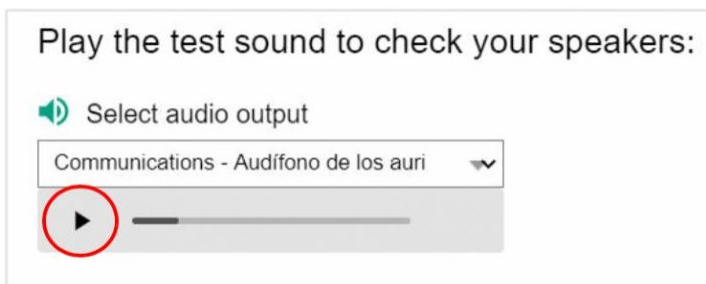 Play the test sound to check your speakers:
Select audio output
Communications - Audífono de los auri